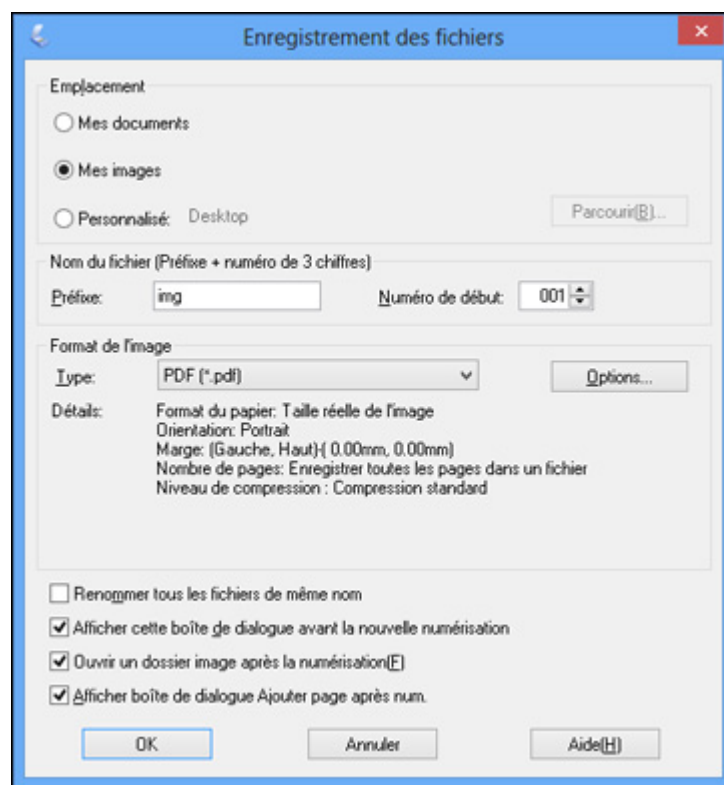 Enregistrement des fichiers
Emplacement
Mes documents
Mes images
Personnalisé: Desktop Parcourir(B)...
Nom du fichier (Préfixe + numéro de 3 chiffres)
Préfixe: img Numéro de début: 001
Format de l'image
Type: PDF (*.pdf) Options...
Détails: Format du papier: Taille réelle de l'image
Orientation: Portrait
Marge: (Gauche, Haut)-( 0.00mm, 0.00mm)
Nombre de pages: Enregistrer toutes les pages dans un fichier
Niveau de compression : Compression standard
Renommer tous les fichiers de même nom
Afficher cette boîte de dialogue avant la nouvelle numérisation
Ouvrir un dossier image après la numérisation(F)
Afficher boîte de dialogue Ajouter page après num.
OK Annuler Aide(H)